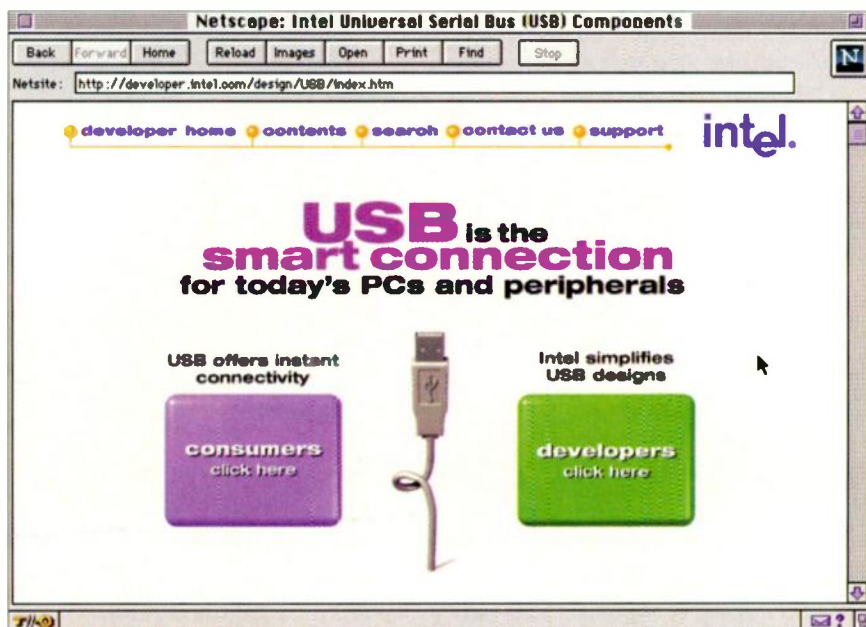 Netscape: Intel Universal Serial Bus (USB) Components
Back Forward Home Reload Images Open Print Find Stop
N
Netsite: http://developer.intel.com/design/USB/index.htm
developer home contents search contact us support
intel.
USB is the
smart connection
for today's PCs and peripherals
USB offers instant
connectivity
Intel simplifies
USB designs
consumers
click here
developers
click here
?